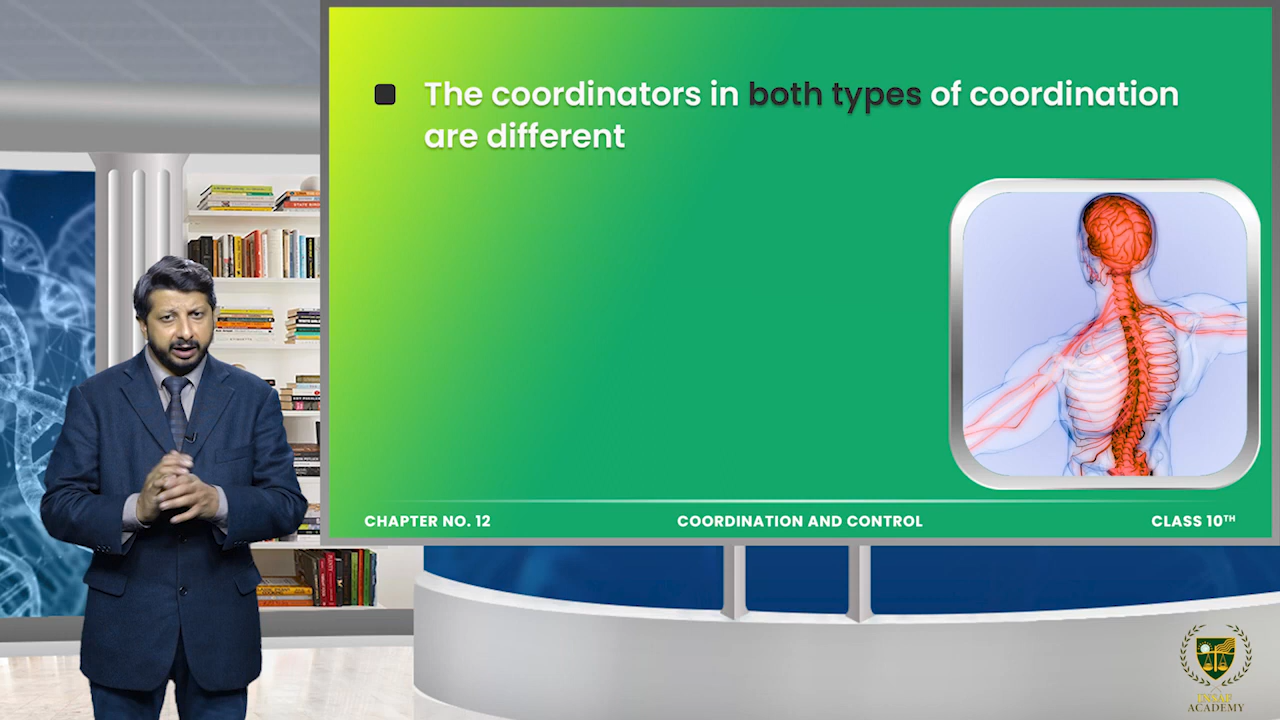 The coordinators in both types of coordination
are different
CHAPTER NO. 12
COORDINATION AND CONTROL
CLASS 10TH
ACADEMY